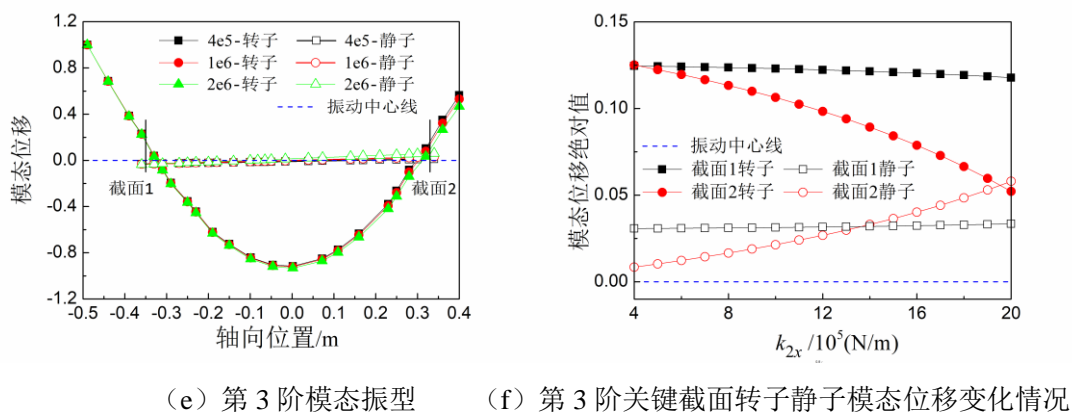 1.2
0.8
0.4
0.0
-0.4
-0.8
-1.2
模态位移
4e5-转子 4e5-静子
1e6-转子 1e6-静子
2e6-转子 2e6-静子
振动中心线
截面1 截面2
-0.5 -0.4 -0.3 -0.2 -0.1 0.0 0.1 0.2 0.3 0.4
轴向位置/m
0.15
0.10
0.05
0.00
模态位移绝对值
振动中心线
截面1转子 截面1静子
截面2转子 截面2静子
4 8 12 16 20
k2x /10^5(N/m)
（e）第 3 阶模态振型 （f）第 3 阶关键截面转子静子模态位移变化情况